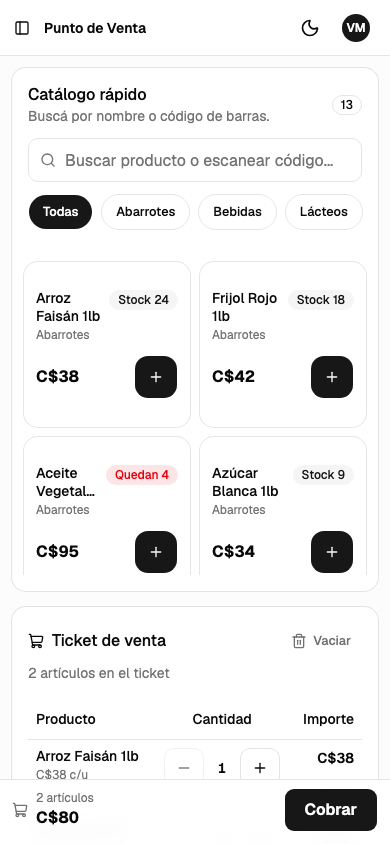 Punto de Venta
VM
Catálogo rápido
Buscá por nombre o código de barras.
13
Buscar producto o escanear código...
Todas
Abarrotes
Bebidas
Lácteos
Arroz
Faisán 1lb
Stock 24
Abarrotes
C$38
Frijol Rojo
1lb
Stock 18
Abarrotes
C$42
Aceite
Vegetal...
Quedan 4
Abarrotes
C$95
Azúcar
Blanca 1lb
Stock 9
Abarrotes
C$34
Ticket de venta
Vaciar
2 artículos en el ticket
Producto
Cantidad
Importe
Arroz Faisán 1lb
C$38 c/u
1
C$38
2 artículos
C$80
Cobrar